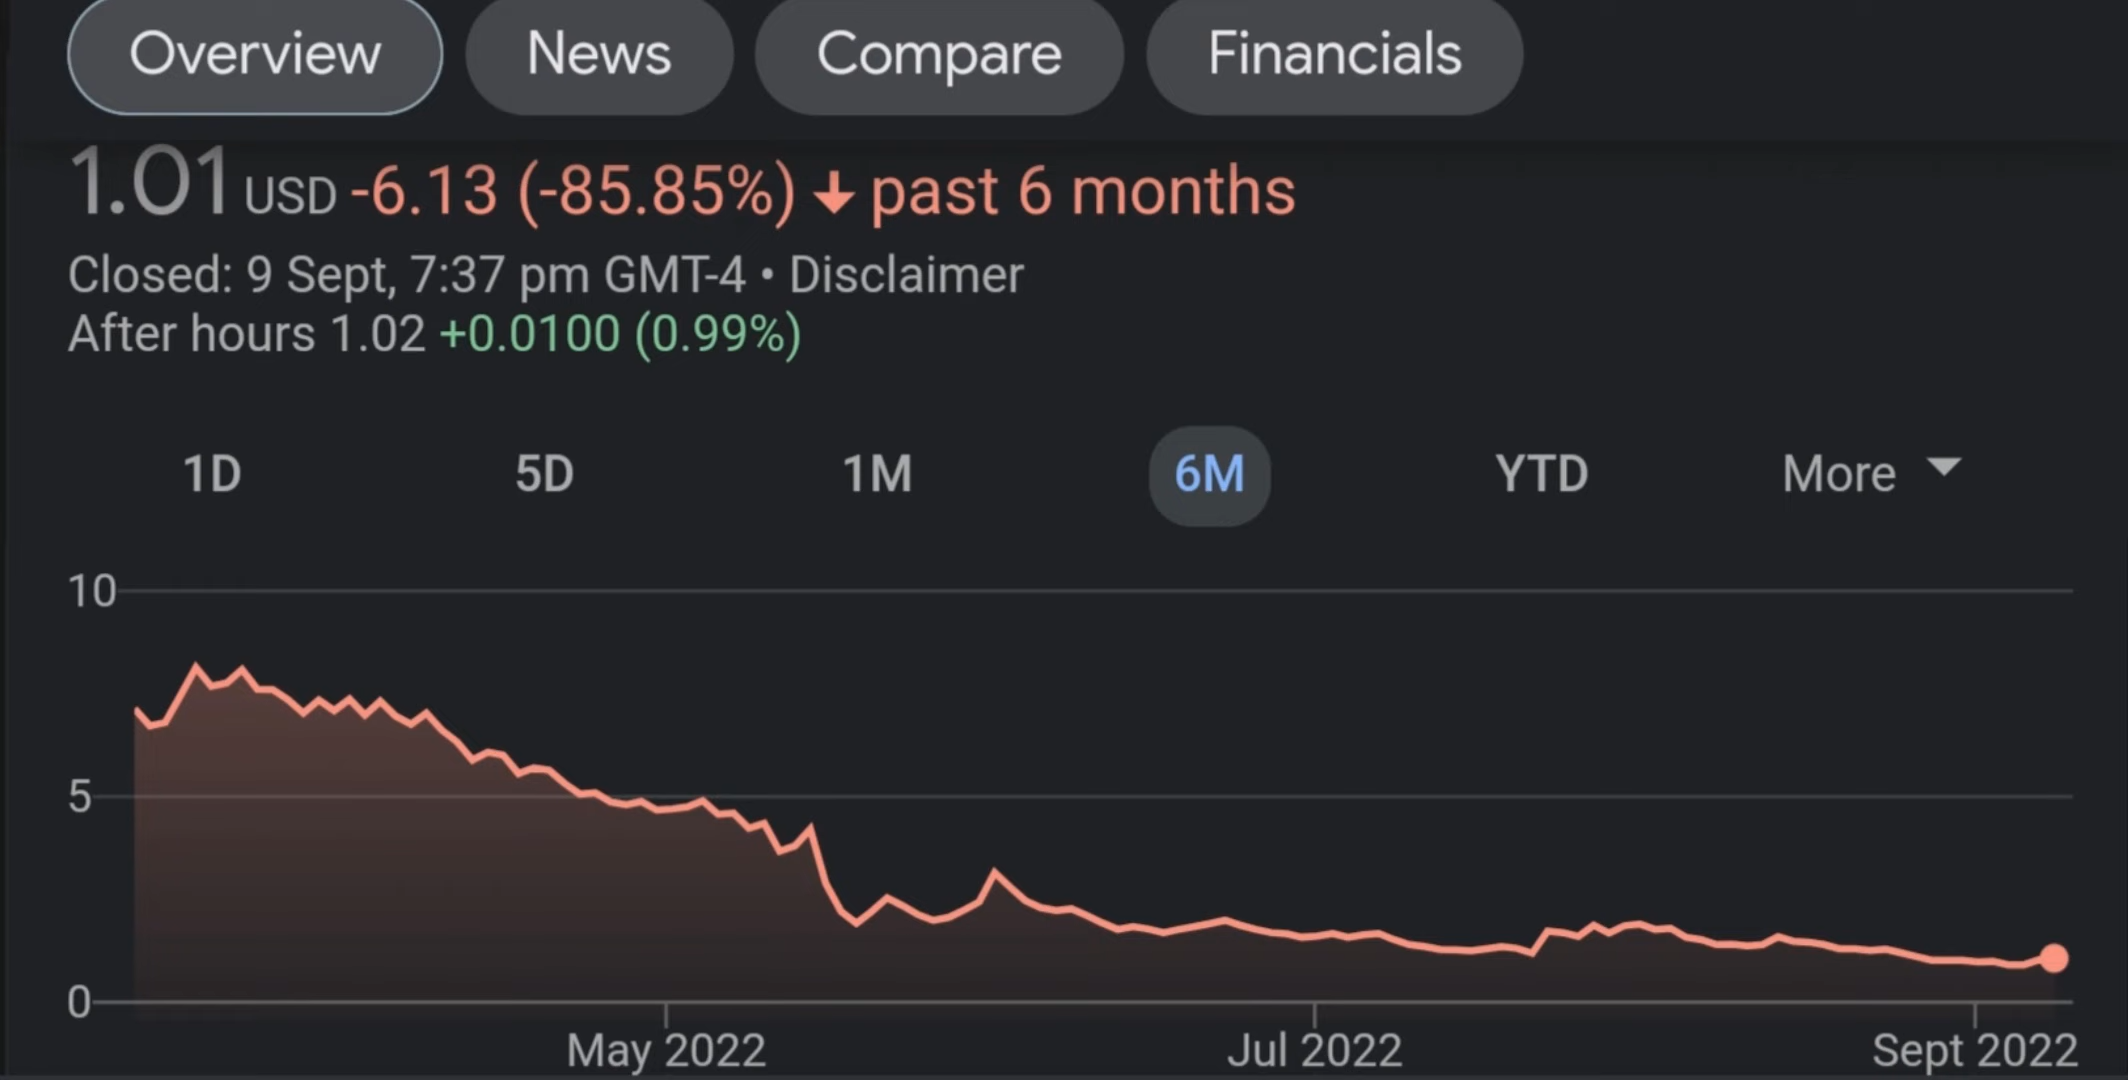 Overview News Compare Financials
1.01 USD -6.13 (-85.85%) ↓ past 6 months
Closed: 9 Sept, 7:37 pm GMT-4 • Disclaimer
After hours 1.02 +0.0100 (0.99%)
1D 5D 1M 6M YTD More
10
5
0
May 2022 Jul 2022 Sept 2022